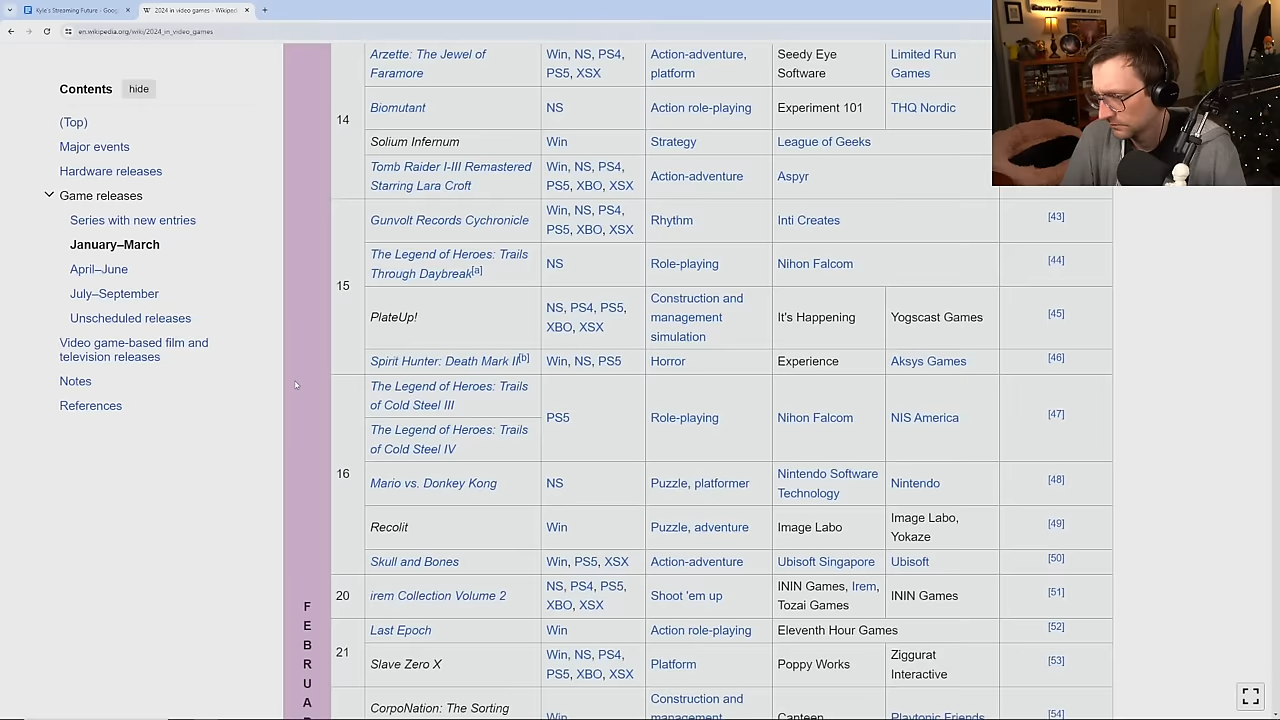 Kyle's Streaming Future - Goog
2024 in video games - Wikiped
en.wikipedia.org/wiki/2024_in_video_games
GameTrailers.com
Contents hide
(Top)
Major events
Hardware releases
Game releases
Series with new entries
January–March
April–June
July–September
Unscheduled releases
Video game-based film and
television releases
Notes
References
FEBRUA
14
Arzette: The Jewel of
Faramore
Win, NS, PS4,
PS5, XSX
Action-adventure,
platform
Seedy Eye
Software
Limited Run
Games
Biomutant
NS
Action role-playing
Experiment 101
THQ Nordic
Solium Infernum
Win
Strategy
League of Geeks
Tomb Raider I-III Remastered
Starring Lara Croft
Win, NS, PS4,
PS5, XBO, XSX
Action-adventure
Aspyr
15
Gunvolt Records Cychronicle
Win, NS, PS4,
PS5, XBO, XSX
Rhythm
Inti Creates
[43]
The Legend of Heroes: Trails
Through Daybreak[a]
NS
Role-playing
Nihon Falcom
[44]
PlateUp!
NS, PS4, PS5,
XBO, XSX
Construction and
management
simulation
It's Happening
Yogscast Games
[45]
Spirit Hunter: Death Mark II[b]
Win, NS, PS5
Horror
Experience
Aksys Games
[46]
16
The Legend of Heroes: Trails
of Cold Steel III
The Legend of Heroes: Trails
of Cold Steel IV
PS5
Role-playing
Nihon Falcom
NIS America
[47]
Mario vs. Donkey Kong
NS
Puzzle, platformer
Nintendo Software
Technology
Nintendo
[48]
Recolit
Win
Puzzle, adventure
Image Labo
Image Labo,
Yokaze
[49]
Skull and Bones
Win, PS5, XSX
Action-adventure
Ubisoft Singapore
Ubisoft
[50]
20
irem Collection Volume 2
NS, PS4, PS5,
XBO, XSX
Shoot 'em up
ININ Games, Irem,
Tozai Games
ININ Games
[51]
21
Last Epoch
Win
Action role-playing
Eleventh Hour Games
[52]
Slave Zero X
Win, NS, PS4,
PS5, XBO, XSX
Platform
Poppy Works
Ziggurat
Interactive
[53]
CorpoNation: The Sorting
Win
Construction and
management
Canteen
Playtonic Friends
[54]